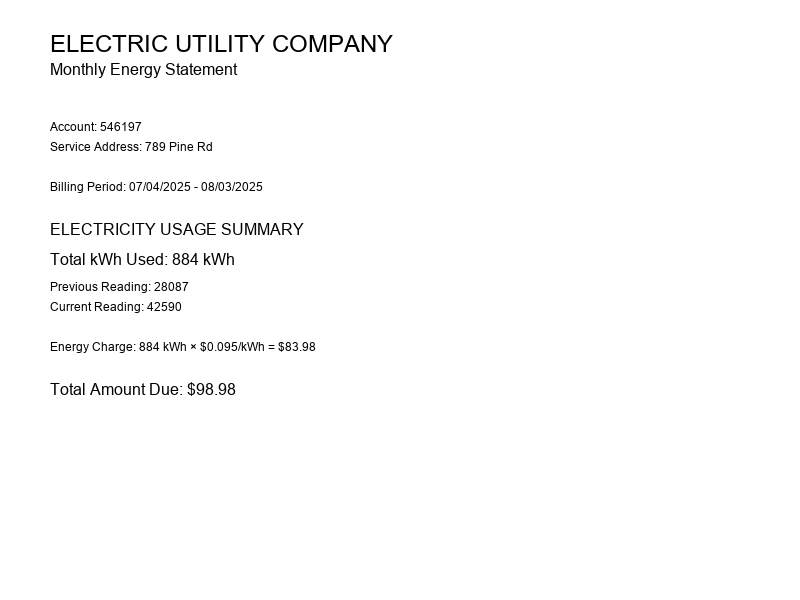 ELECTRIC UTILITY COMPANY
Monthly Energy Statement
Account: 546197
Service Address: 789 Pine Rd
Billing Period: 07/04/2025 - 08/03/2025
ELECTRICITY USAGE SUMMARY
Total kWh Used: 884 kWh
Previous Reading: 28087
Current Reading: 42590
Energy Charge: 884 kWh × $0.095/kWh = $83.98
Total Amount Due: $98.98